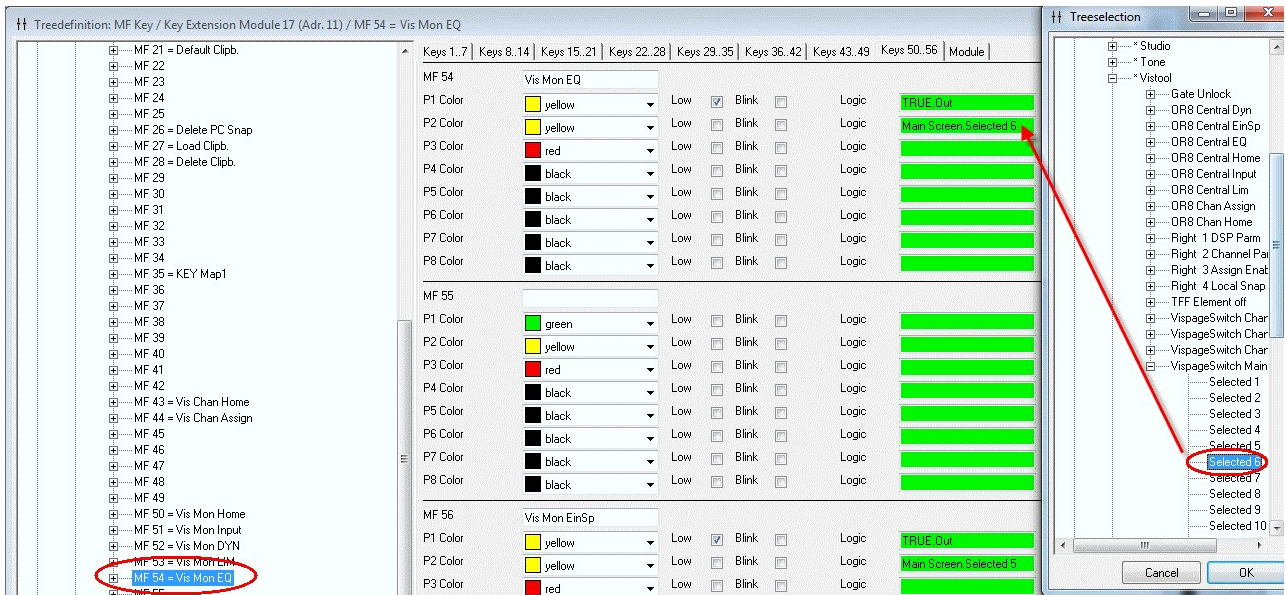 Treedefinition: MF Key / Key Extension Module 17 (Adr. 11) / MF 54 = Vis Mon EQ
MF 21 = Default Clipb.
MF 22
MF 23
MF 24
MF 25
MF 26 = Delete PC Snap
MF 27 = Load Clipb.
MF 28 = Delete Clipb.
MF 29
MF 30
MF 31
MF 32
MF 33
MF 34
MF 35 = KEY Map1
MF 36
MF 37
MF 38
MF 39
MF 40
MF 41
MF 42
MF 43 = Vis Chan Home
MF 44 = Vis Chan Assign
MF 45
MF 46
MF 47
MF 48
MF 49
MF 50 = Vis Mon Home
MF 51 = Vis Mon Input
MF 52 = Vis Mon DYN
MF 53 = Vis Mon LIM
MF 54 = Vis Mon EQ
MF 55
Keys 1..7 Keys 8..14 Keys 15..21 Keys 22..28 Keys 29..35 Keys 36..42 Keys 43..49 Keys 50..56 Module
MF 54 Vis Mon EQ
P1 Color yellow Low Blink Logic TRUE.Out
P2 Color yellow Low Blink Logic Main Screen.Selected 6
P3 Color red Low Blink Logic
P4 Color black Low Blink Logic
P5 Color black Low Blink Logic
P6 Color black Low Blink Logic
P7 Color black Low Blink Logic
P8 Color black Low Blink Logic
MF 55
P1 Color green Low Blink Logic
P2 Color yellow Low Blink Logic
P3 Color red Low Blink Logic
P4 Color black Low Blink Logic
P5 Color black Low Blink Logic
P6 Color black Low Blink Logic
P7 Color black Low Blink Logic
P8 Color black Low Blink Logic
MF 56 Vis Mon EinSp
P1 Color yellow Low Blink Logic TRUE.Out
P2 Color yellow Low Blink Logic Main Screen.Selected 5
P3 Color red Low Blink Logic
Treeselection
* Studio
* Tone
* Vistool
Gate Unlock
OR8 Central Dyn
OR8 Central EinSp
OR8 Central EQ
OR8 Central Home
OR8 Central Input
OR8 Central Lim
OR8 Chan Assign
OR8 Chan Home
Right 1 DSP Parm
Right 2 Channel Par
Right 3 Assign Enab
Right 4 Local Snap
TFF Element off
VispageSwitch Char
VispageSwitch Char
VispageSwitch Char
VispageSwitch Main
Selected 1
Selected 2
Selected 3
Selected 4
Selected 5
Selected 6
Selected 7
Selected 8
Selected 9
Selected 10
Cancel OK